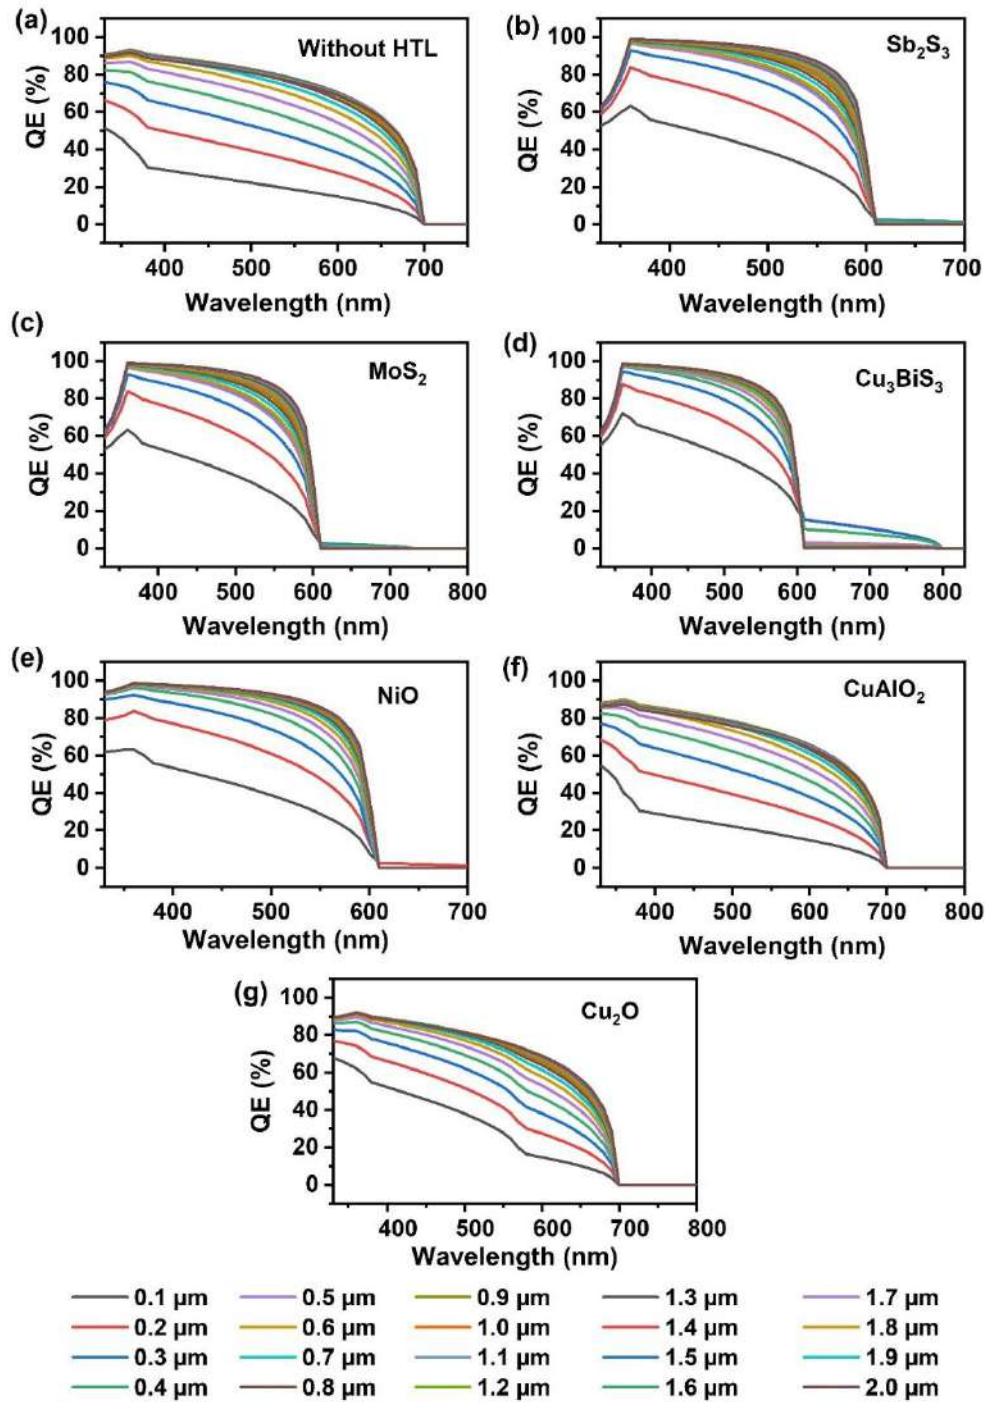 (a)
Without HTL
QE (%)
100
80
60
40
20
0
400 500 600 700
Wavelength (nm)
(b)
Sb₂S₃
QE (%)
100
80
60
40
20
0
400 500 600 700
Wavelength (nm)
(c)
MoS₂
QE (%)
100
80
60
40
20
0
400 500 600 700 800
Wavelength (nm)
(d)
Cu₃BiS₃
QE (%)
100
80
60
40
20
0
400 500 600 700 800
Wavelength (nm)
(e)
NiO
QE (%)
100
80
60
40
20
0
400 500 600 700
Wavelength (nm)
(f)
CuAlO₂
QE (%)
100
80
60
40
20
0
400 500 600 700 800
Wavelength (nm)
(g)
Cu₂O
QE (%)
100
80
60
40
20
0
400 500 600 700 800
Wavelength (nm)
0.1 μm 0.5 μm 0.9 μm 1.3 μm 1.7 μm
0.2 μm 0.6 μm 1.0 μm 1.4 μm 1.8 μm
0.3 μm 0.7 μm 1.1 μm 1.5 μm 1.9 μm
0.4 μm 0.8 μm 1.2 μm 1.6 μm 2.0 μm